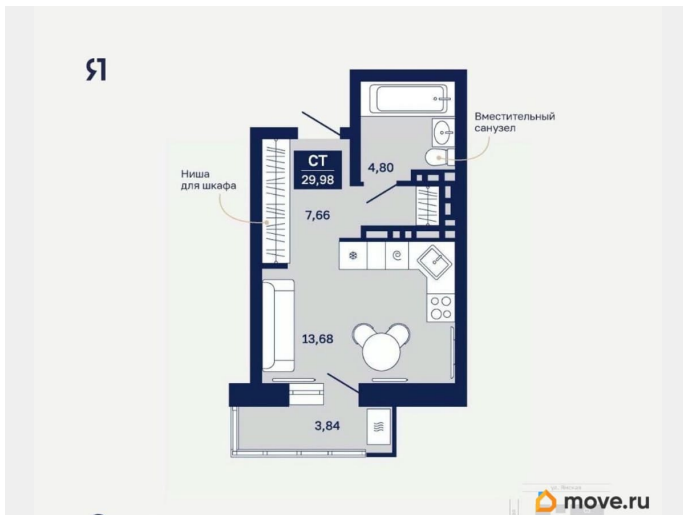 Я
Вместительный
санузел
СТ
29,98
4,80
Ниша
для шкафа
7,66
13,68
3,84
move.ru